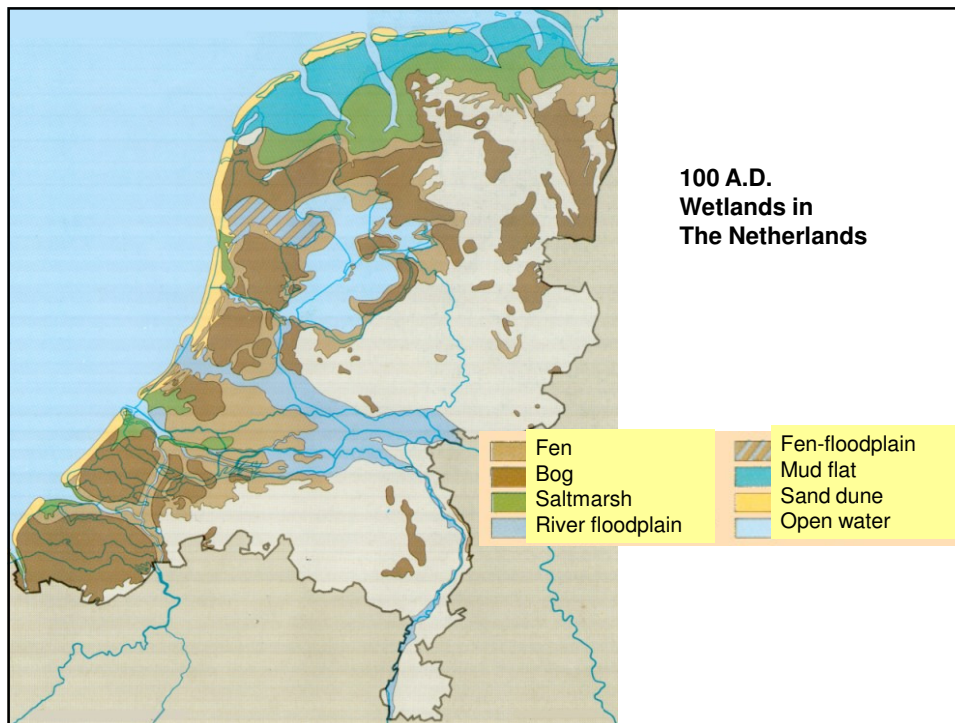 100 A.D.
Wetlands in
The Netherlands
Fen
Bog
Saltmarsh
River floodplain
Fen-floodplain
Mud flat
Sand dune
Open water